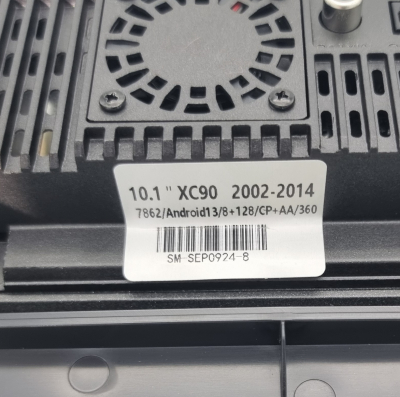 10.1" XC90 2002-2014
7862/Android13/8+128/CP+AA/360
SM-SEP0924-8